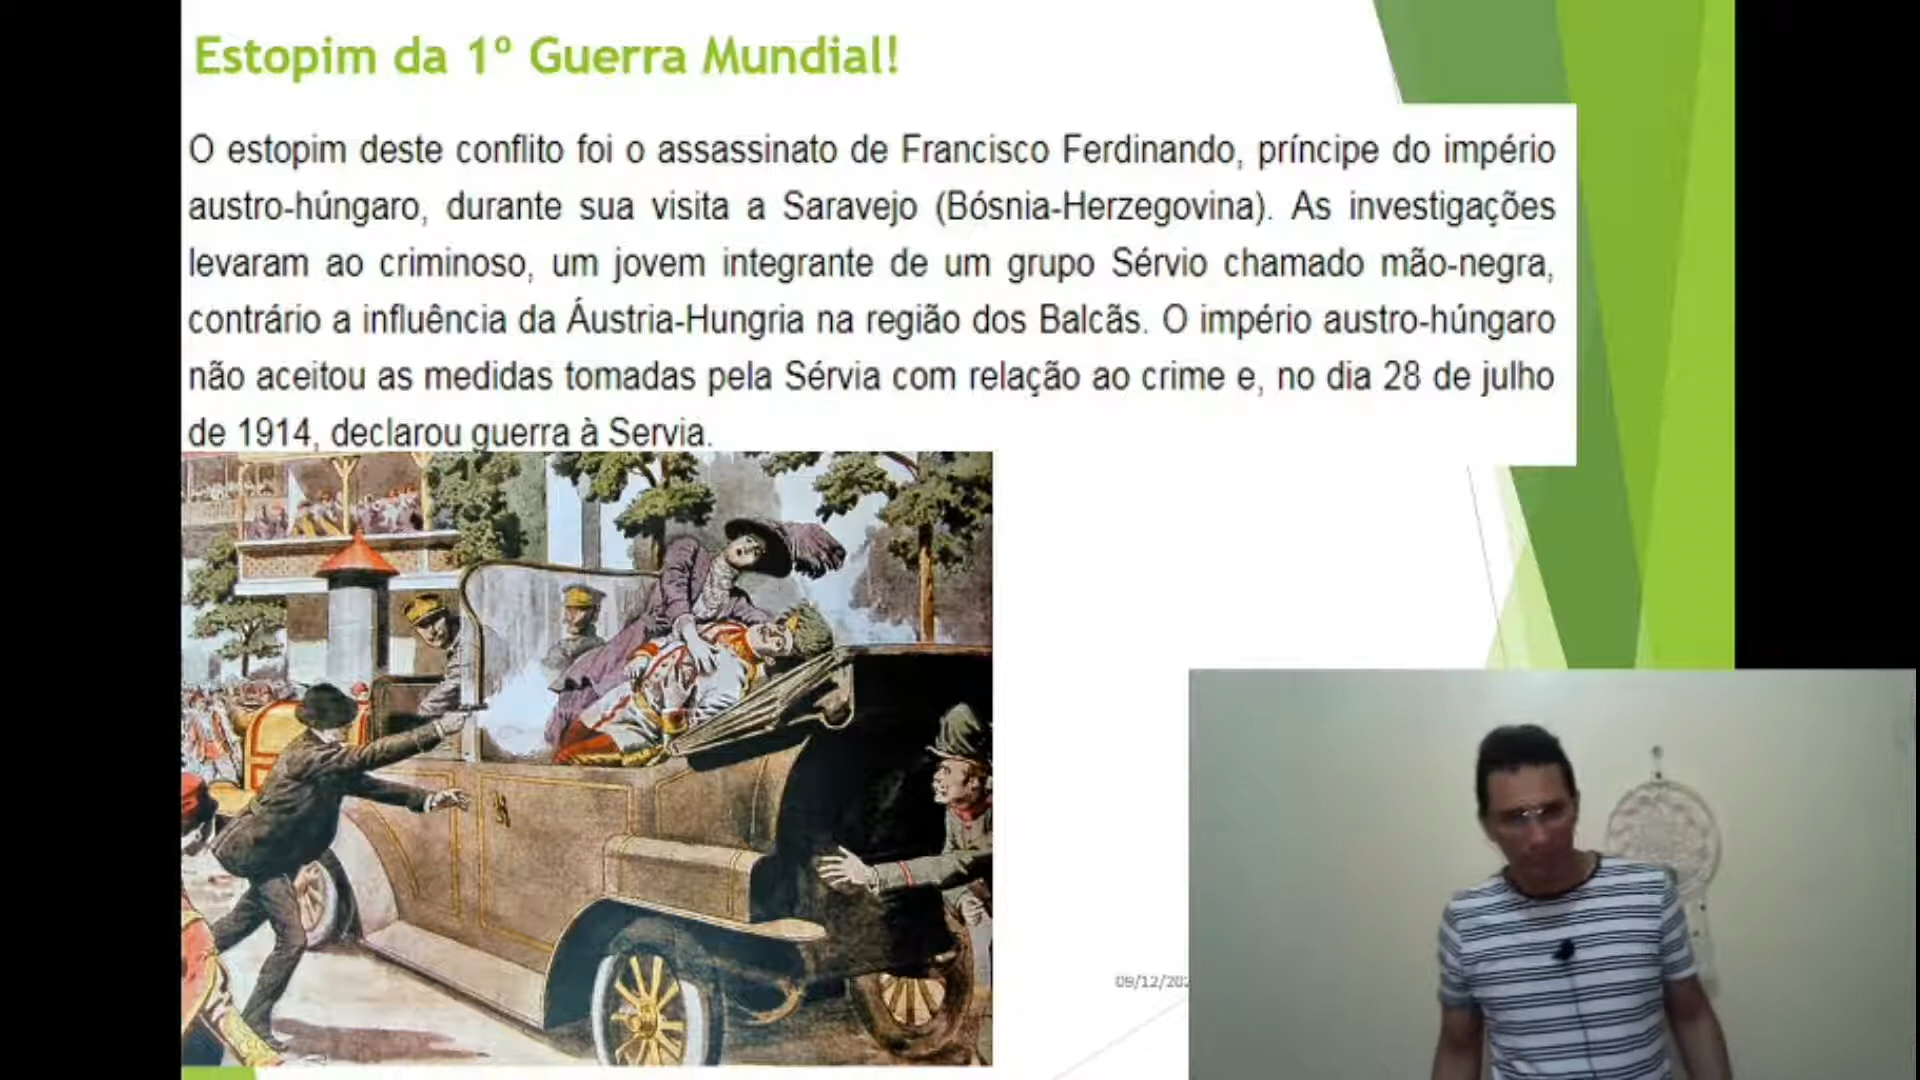 Estopim da 1º Guerra Mundial!
O estopim deste conflito foi o assassinato de Francisco Ferdinando, príncipe do império
austro-húngaro, durante sua visita a Saravejo (Bósnia-Herzegovina). As investigações
levaram ao criminoso, um jovem integrante de um grupo Sérvio chamado mão-negra,
contrário a influência da Áustria-Hungria na região dos Balcãs. O império austro-húngaro
não aceitou as medidas tomadas pela Sérvia com relação ao crime e, no dia 28 de julho
de 1914, declarou guerra à Servia.
09/12/202